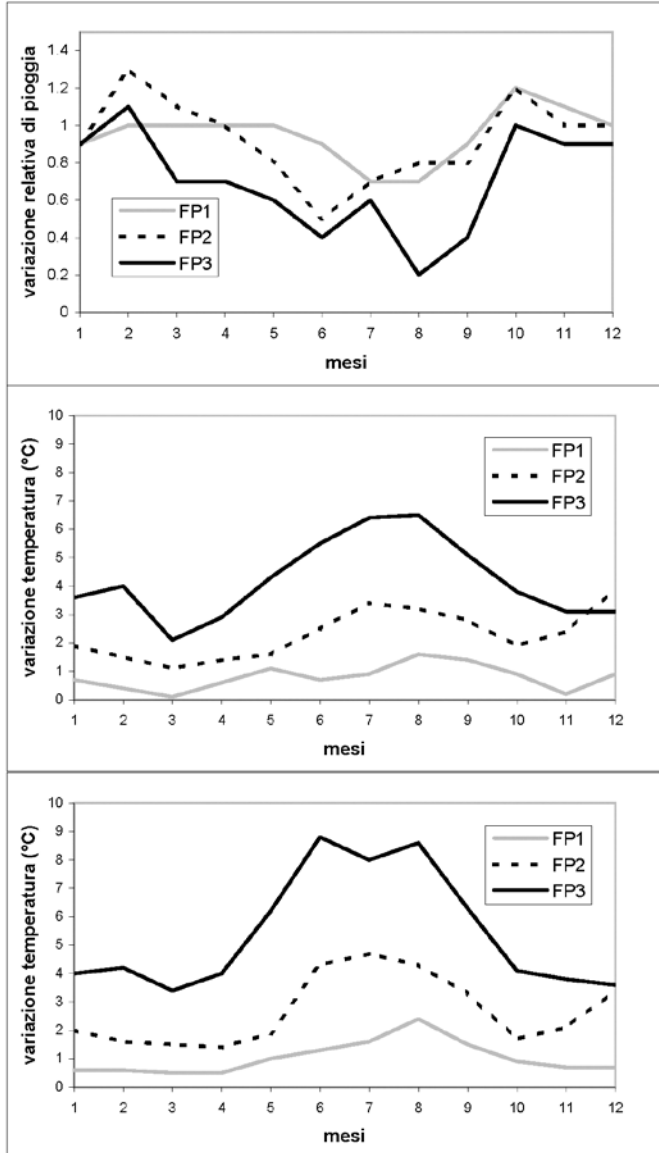 variazione relativa di pioggia
1.4
1.2
1
0.8
0.6
0.4
0.2
0
FP1
FP2
FP3
1 2 3 4 5 6 7 8 9 10 11 12
mesi
variazione temperatura (°C)
10
9
8
7
6
5
4
3
2
1
0
FP1
FP2
FP3
1 2 3 4 5 6 7 8 9 10 11 12
mesi
variazione temperatura (°C)
10
9
8
7
6
5
4
3
2
1
0
FP1
FP2
FP3
1 2 3 4 5 6 7 8 9 10 11 12
mesi